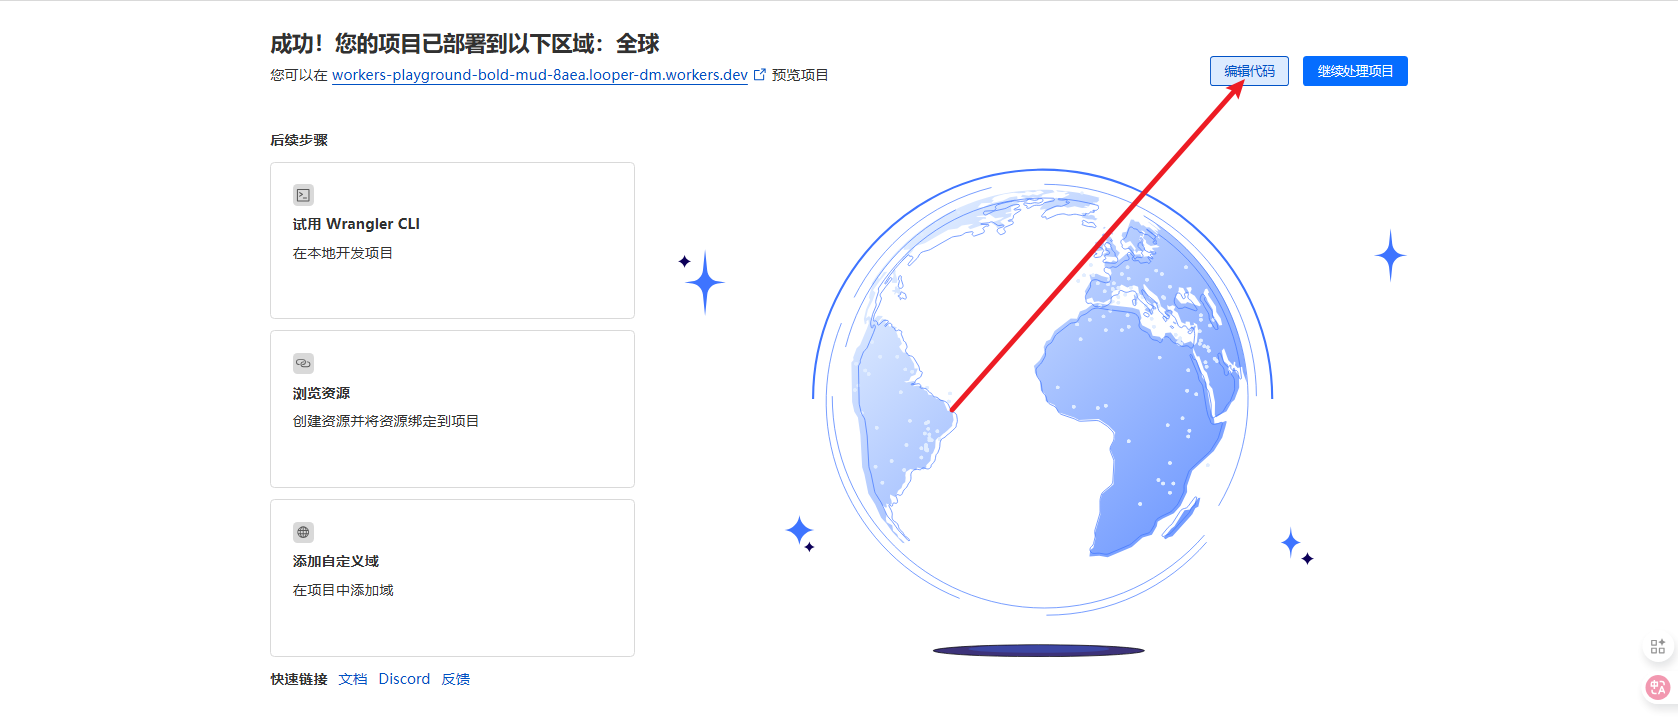 成功！您的项目已部署到以下区域：全球
您可以在 workers-playground-bold-mud-8aea.looper-dm.workers.dev 预览项目
编辑代码
继续处理项目
后续步骤
试用 Wrangler CLI
在本地开发项目
浏览资源
创建资源并将资源绑定到项目
添加自定义域
在项目中添加域
快速链接 文档 Discord 反馈
中 A